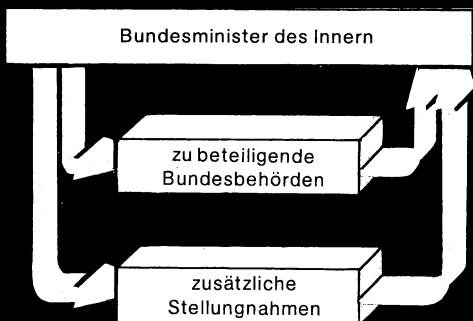 Bundesminister des Innern
zu beteiligende
Bundesbehörden
zusätzliche
Stellungnahmen